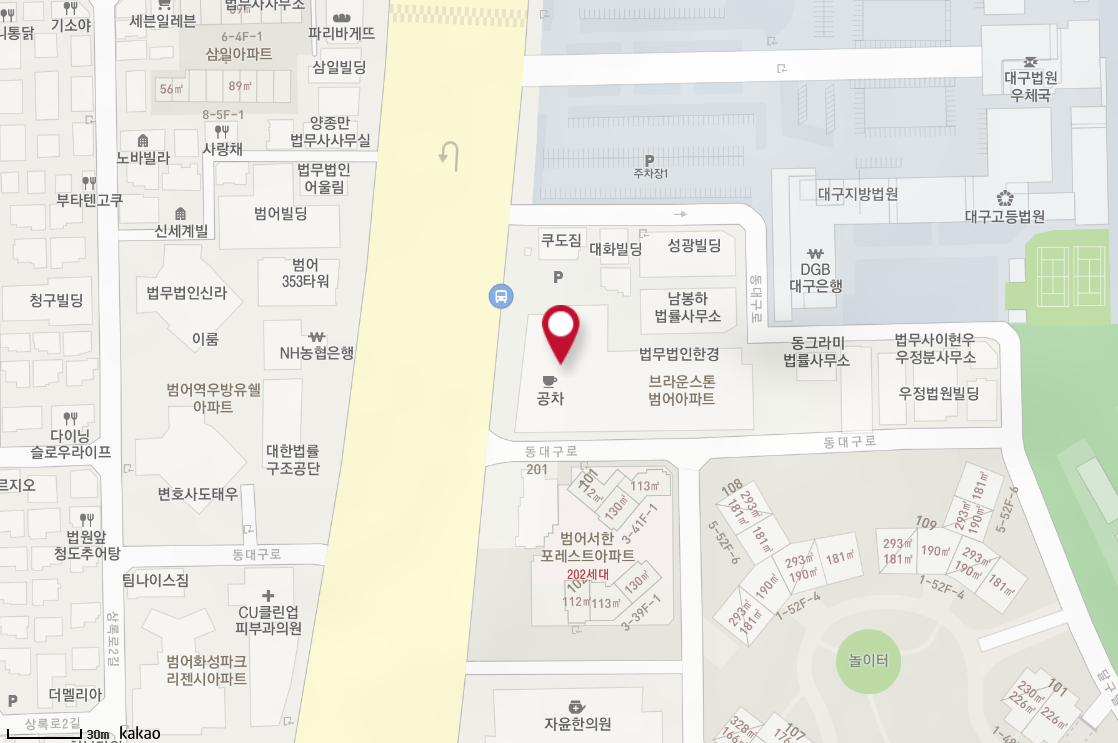 기소야
세븐일레븐
법무사사무소
파리바게뜨
니통닭
6-4F-1
삼일아파트
삼일빌딩
56㎡
89㎡
대구법원
우체국
8-5F-1
양종만
법무사사무실
노바빌라
사랑채
P
주차장1
법무법인
어울림
부타텐고쿠
대구지방법원
범어빌딩
대구고등법원
신세계빌
쿠도짐
대화빌딩
성광빌딩
DGB
대구은행
P
범어
353타워
동대구로
법무법인신라
청구빌딩
남봉하
법률사무소
이룸
NH농협은행
법무법인한경
동그라미
법률사무소
법무사이현우
우정분사무소
범어역우방유쉘
아파트
공차
브라운스톤
범어아파트
우정법원빌딩
다이닝
슬로우라이프
대한법률
구조공단
동대구로
동대구로
201
101
르지오
변호사도태우
112㎡
130㎡
113㎡
3-41F-1
108
293㎡
181㎡
181㎡
5-52F-6
181㎡
293㎡
190㎡
5-52F-6
109
법원앞
청도추어탕
동대구로
범어서한
포레스트아파트
202세대
102
112㎡
113㎡
130㎡
3-39F-1
293㎡
190㎡
181㎡
190㎡
293㎡
181㎡
1-52F-4
293㎡
181㎡
190㎡
293㎡
190㎡
181㎡
1-52F-4
팀나이스짐
CU클린업
피부과의원
상록로2길
범어화성파크
리젠시아파트
놀이터
더멜리아
P
상록로2길
자윤한의원
230㎡
226㎡
226㎡
101
328㎡
176㎡
107
달구
30m
kakao